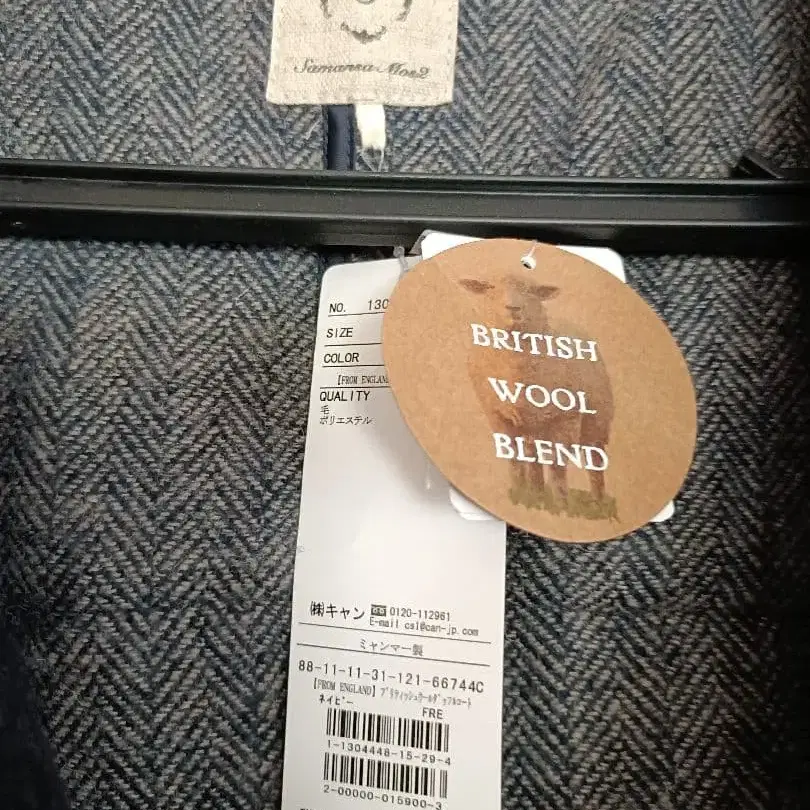 Samansa Mos2
BRITISH
WOOL
BLEND
NO. 130
SIZE
COLOR
【FROM ENGLAN
QUALITY
毛
ポリエステル
㈱キャン 0120-112961
E-mail csl@can-jp.com
ミャンマー製
88-11-11-31-121-66744C
【FROM ENGLAND】ﾌﾞﾘﾃｨｯｼｭｳｰﾙﾀﾞｯﾌﾙｺｰﾄ
ﾈｲﾋﾞｰ FRE
1-1304448-15-29-4
2-00000-015900-3